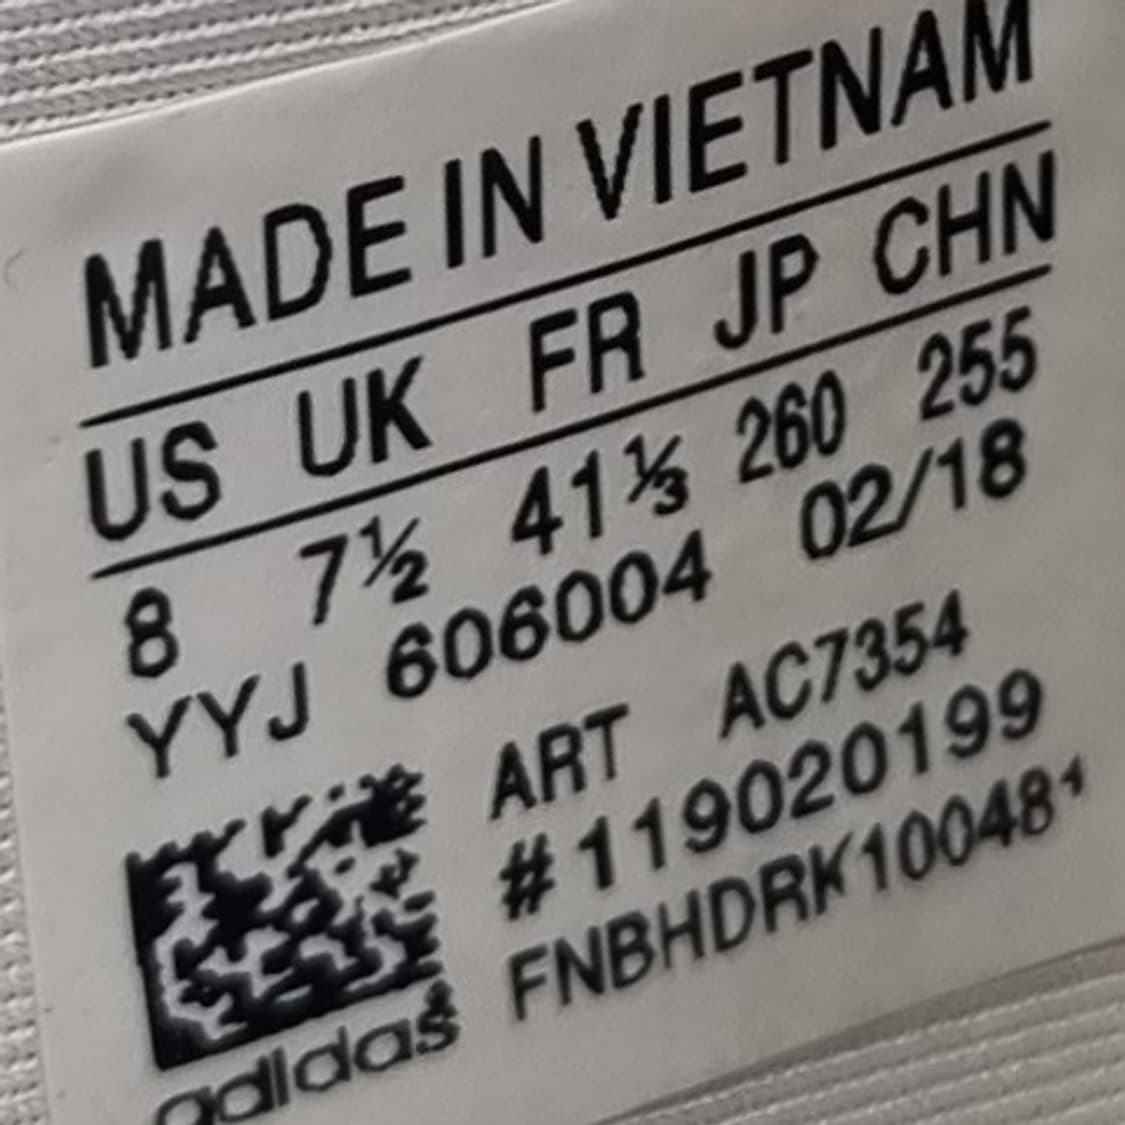 MADE IN VIETNAM
US UK FR JP CHN
8 7½ 41⅓ 260 255
YYJ 606004 02/18
ART AC7354
#119020199
FNBHDRK100481
adidas